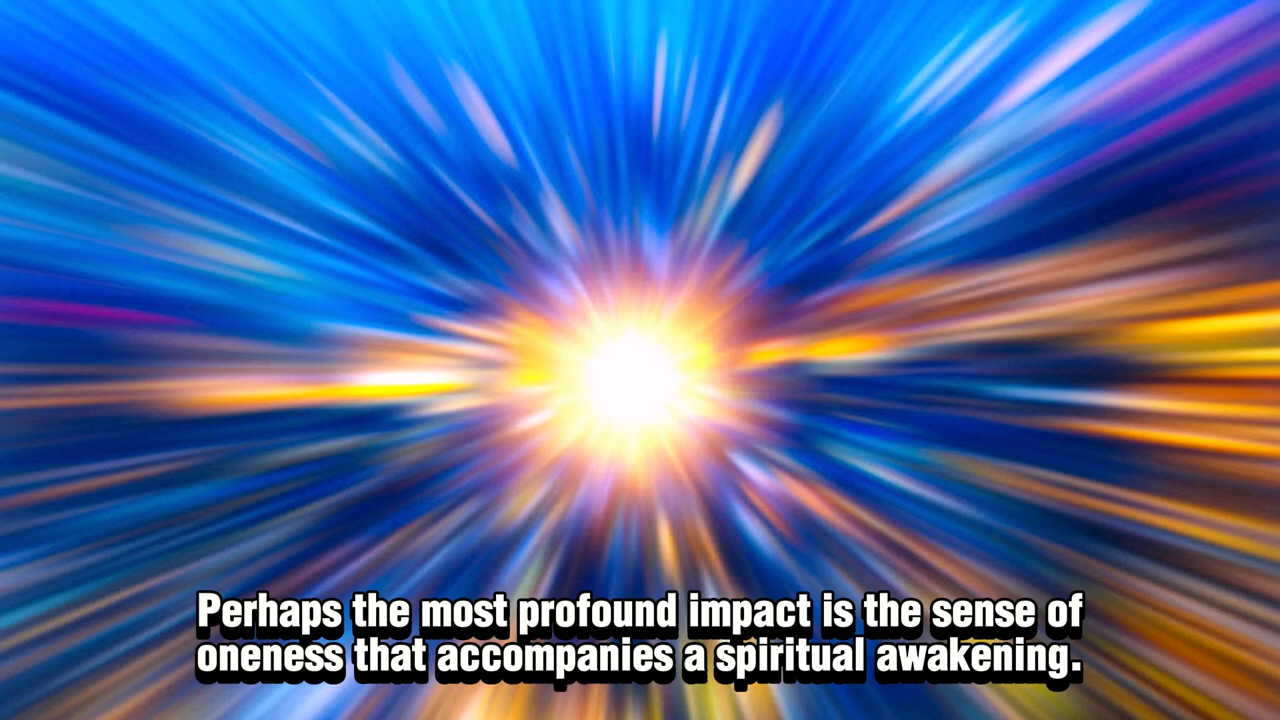 Perhaps the most profound impact is the sense of
oneness that accompanies a spiritual awakening.